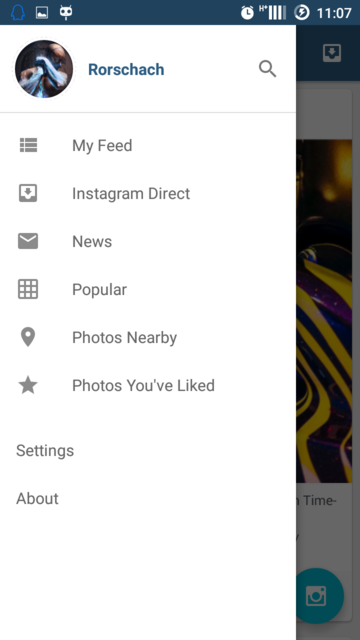 H+ 11:07
Rorschach
My Feed
Instagram Direct
News
Popular
Photos Nearby
Photos You've Liked
Settings
About
Time-